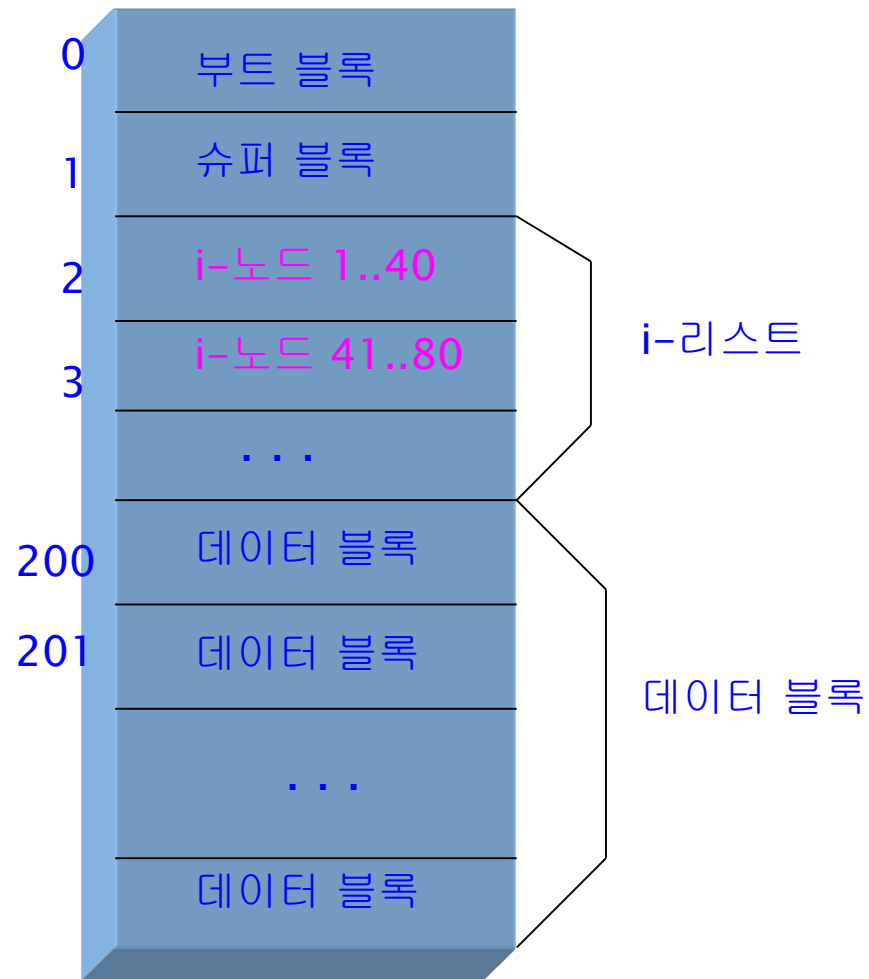 0
부트 블록
1
슈퍼 블록
2
i-노드 1..40
3
i-노드 41..80
i-리스트
. . .
200
데이터 블록
201
데이터 블록
데이터 블록
. . .
데이터 블록